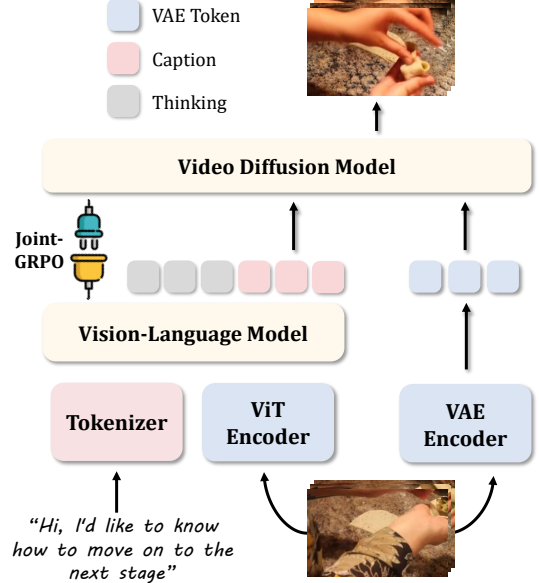 VAE Token
Caption
Thinking
Video Diffusion Model
Joint-
GRPO
Vision-Language Model
Tokenizer
ViT
Encoder
VAE
Encoder
“Hi, I'd like to know
how to move on to the
next stage”